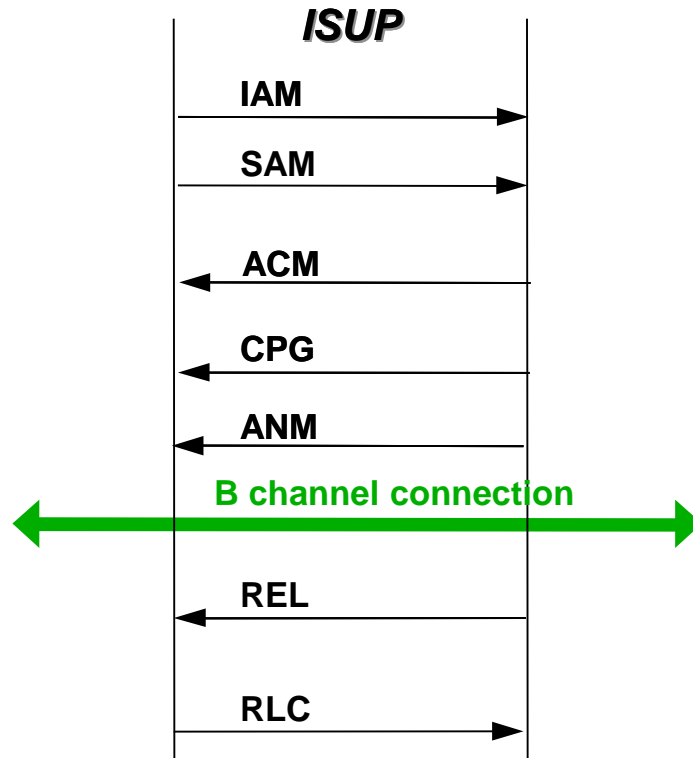 ISUP
IAM
SAM
ACM
CPG
ANM
B channel connection
REL
RLC